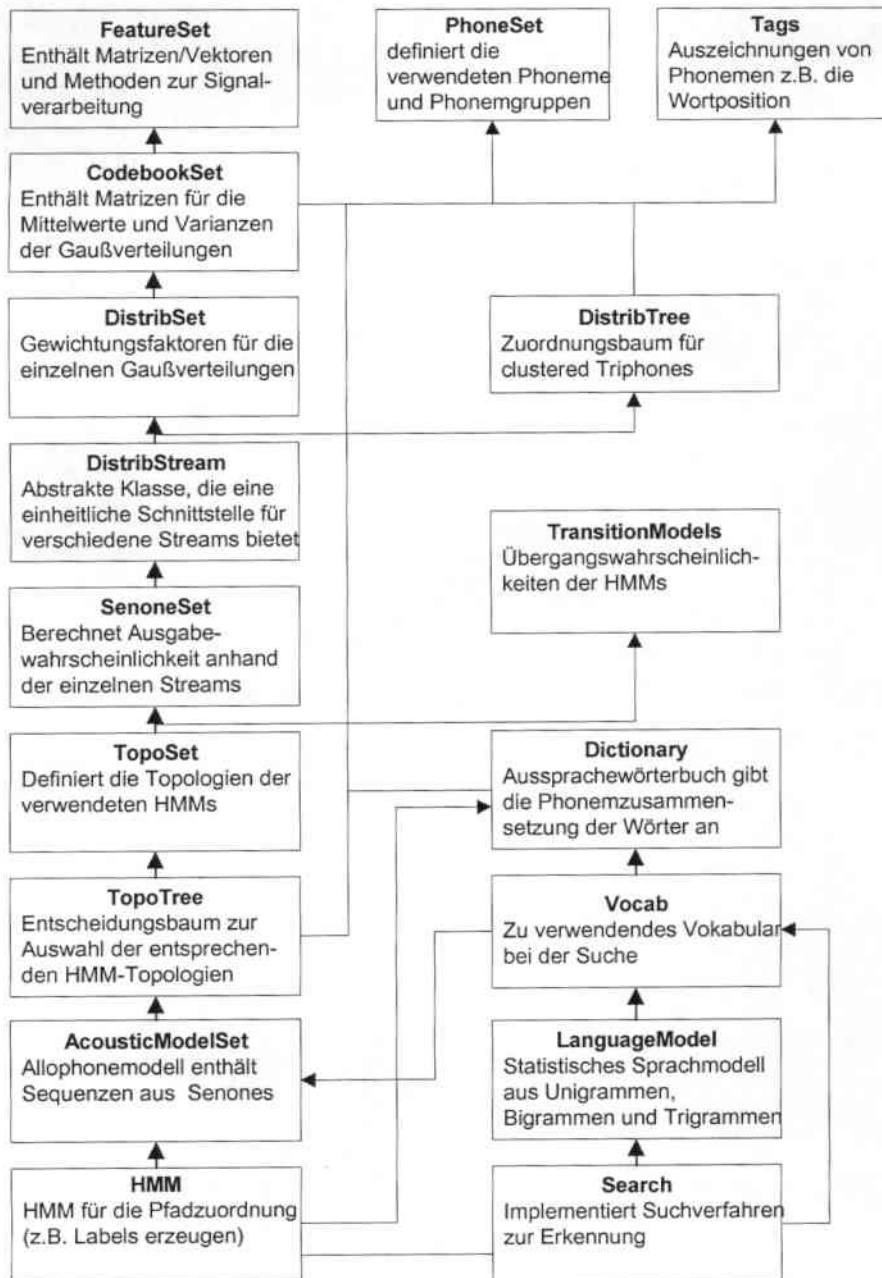 FeatureSet
Enthält Matrizen/Vektoren
und Methoden zur Signal-
verarbeitung
PhoneSet
definiert die
verwendeten Phoneme
und Phonemgruppen
Tags
Auszeichnungen von
Phonemen z.B. die
Wortposition
CodebookSet
Enthält Matrizen für die
Mittelwerte und Varianzen
der Gaußverteilungen
DistribSet
Gewichtungsfaktoren für die
einzelnen Gaußverteilungen
DistribTree
Zuordnungsbaum für
clustered Triphones
DistribStream
Abstrakte Klasse, die eine
einheitliche Schnittstelle für
verschiedene Streams bietet
TransitionModels
Übergangswahrscheinlich-
keiten der HMMs
SenoneSet
Berechnet Ausgabe-
wahrscheinlichkeit anhand
der einzelnen Streams
TopoSet
Definiert die Topologien der
verwendeten HMMs
Dictionary
Aussprachewörterbuch gibt
die Phonemzusammen-
setzung der Wörter an
TopoTree
Entscheidungsbaum zur
Auswahl der entsprechen-
den HMM-Topologien
Vocab
Zu verwendendes Vokabular
bei der Suche
AcousticModelSet
Allophonemodell enthält
Sequenzen aus Senones
LanguageModel
Statistisches Sprachmodell
aus Unigrammen,
Bigrammen und Trigrammen
HMM
HMM für die Pfadzuordnung
(z.B. Labels erzeugen)
Search
Implementiert Suchverfahren
zur Erkennung